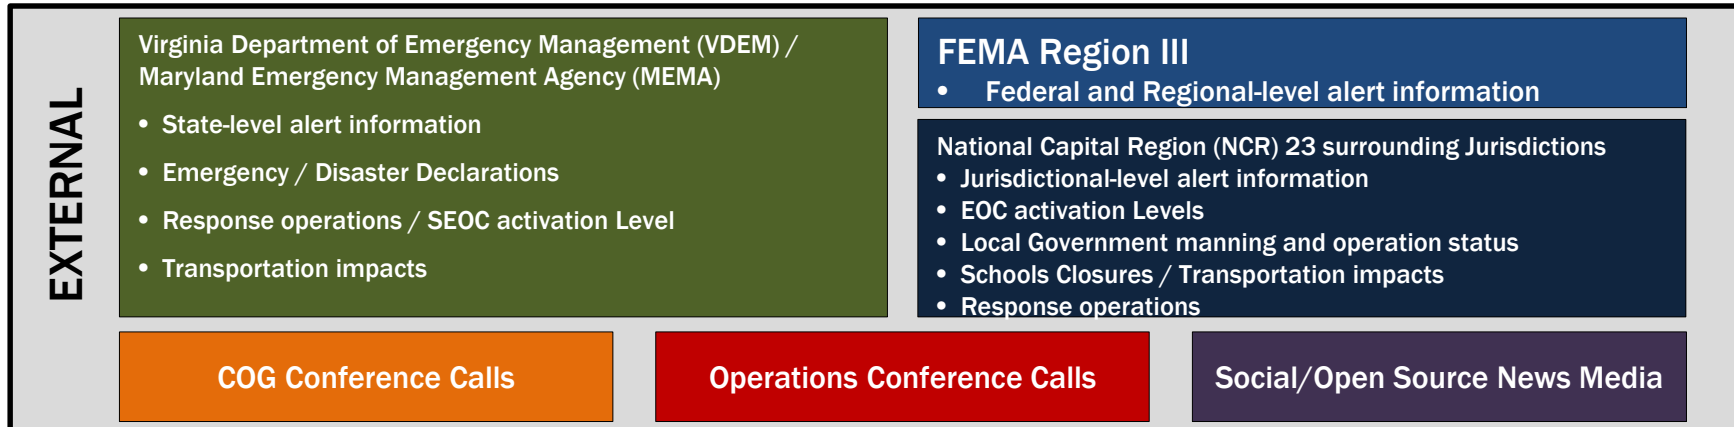 EXTERNAL
Virginia Department of Emergency Management (VDEM) /
Maryland Emergency Management Agency (MEMA)
• State-level alert information
• Emergency / Disaster Declarations
• Response operations / SEOC activation Level
• Transportation impacts
FEMA Region III
• Federal and Regional-level alert information
National Capital Region (NCR) 23 surrounding Jurisdictions
• Jurisdictional-level alert information
• EOC activation Levels
• Local Government manning and operation status
• Schools Closures / Transportation impacts
• Response operations
COG Conference Calls
Operations Conference Calls
Social/Open Source News Media